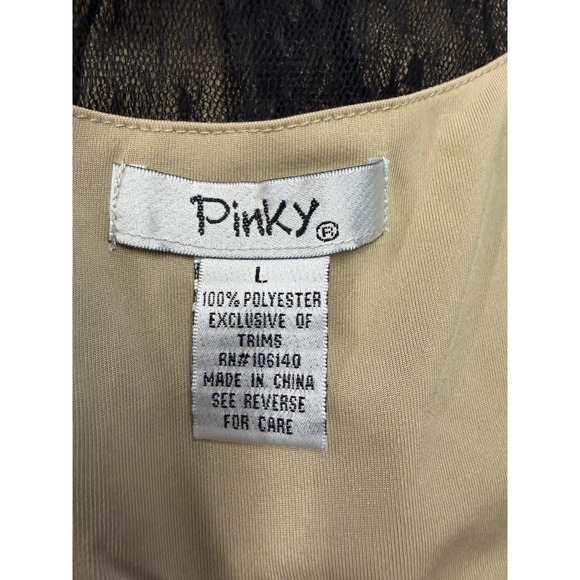 Pinky ®
L
100% POLYESTER
EXCLUSIVE OF
TRIMS
RN#106140
MADE IN CHINA
SEE REVERSE
FOR CARE